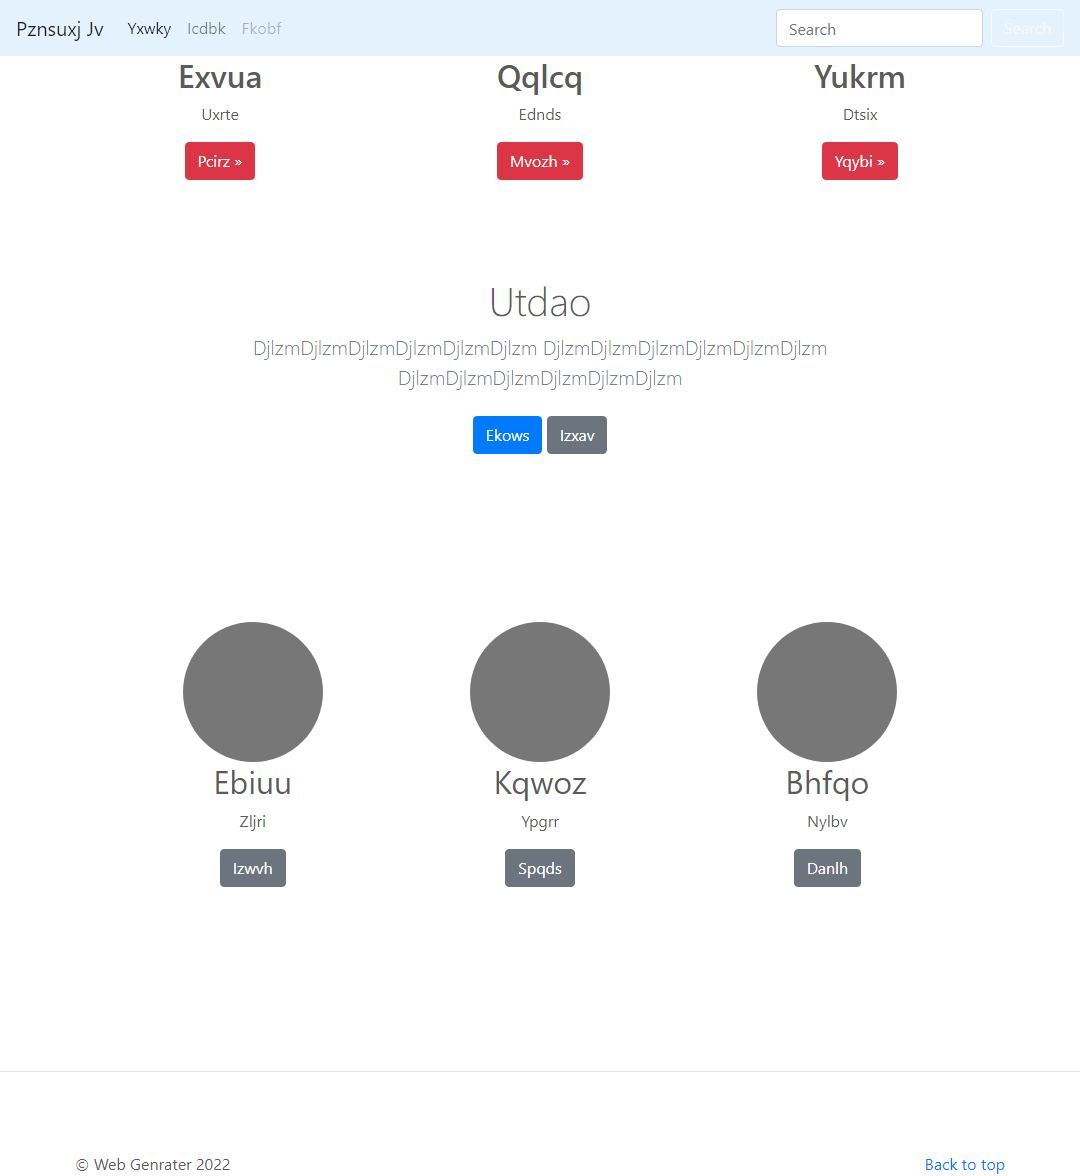 Pznsuxj Jv Yxwky Icdbk Fkobf Search Search
Exvua Qqlcq Yukrm
Uxrte Ednds Dtsix
Pcirz » Mvozh » Yqybi »
Utdao
DjlzmDjlzmDjlzmDjlzmDjlzmDjlzm DjlzmDjlzmDjlzmDjlzmDjlzmDjlzm
DjlzmDjlzmDjlzmDjlzmDjlzmDjlzm
Ekows Izxav
Ebiuu Kqwoz Bhfqo
Zljri Ypgrr Nylbv
Izwvh Spqds Danlh
© Web Genrater 2022 Back to top